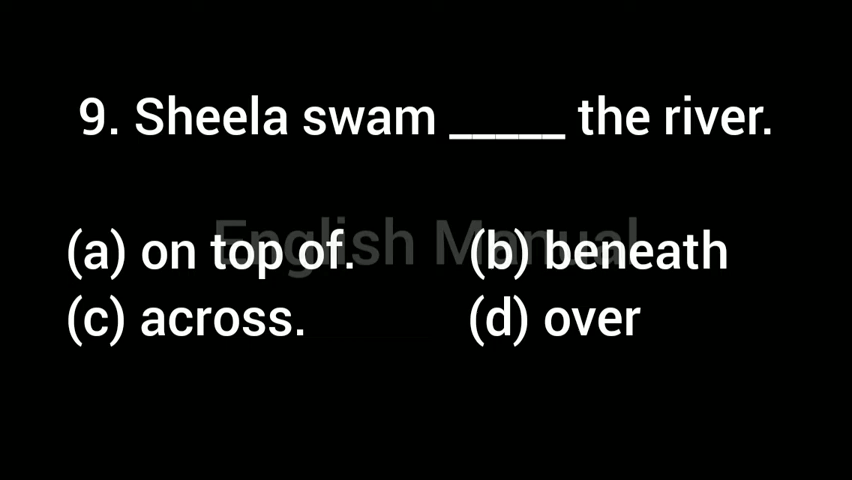 9. Sheela swam _____ the river.
English Manual
(a) on top of. (b) beneath
(c) across. (d) over